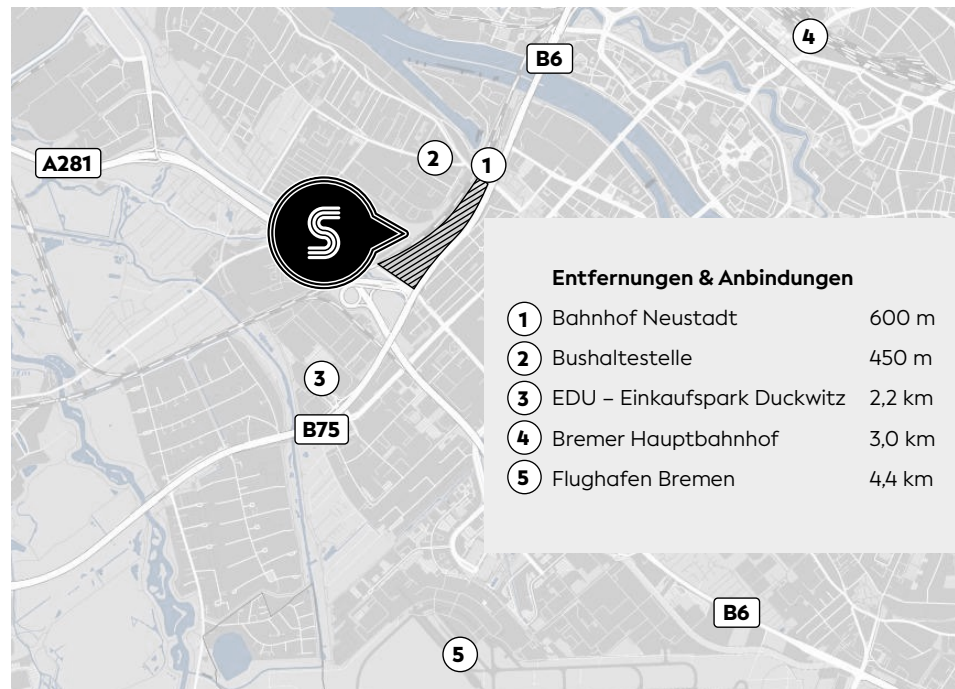 4
B6
A281
2
1
S
Entfernungen & Anbindungen
1 Bahnhof Neustadt 600 m
2 Bushaltestelle 450 m
3 EDU – Einkaufspark Duckwitz 2,2 km
4 Bremer Hauptbahnhof 3,0 km
5 Flughafen Bremen 4,4 km
3
B75
B6
5